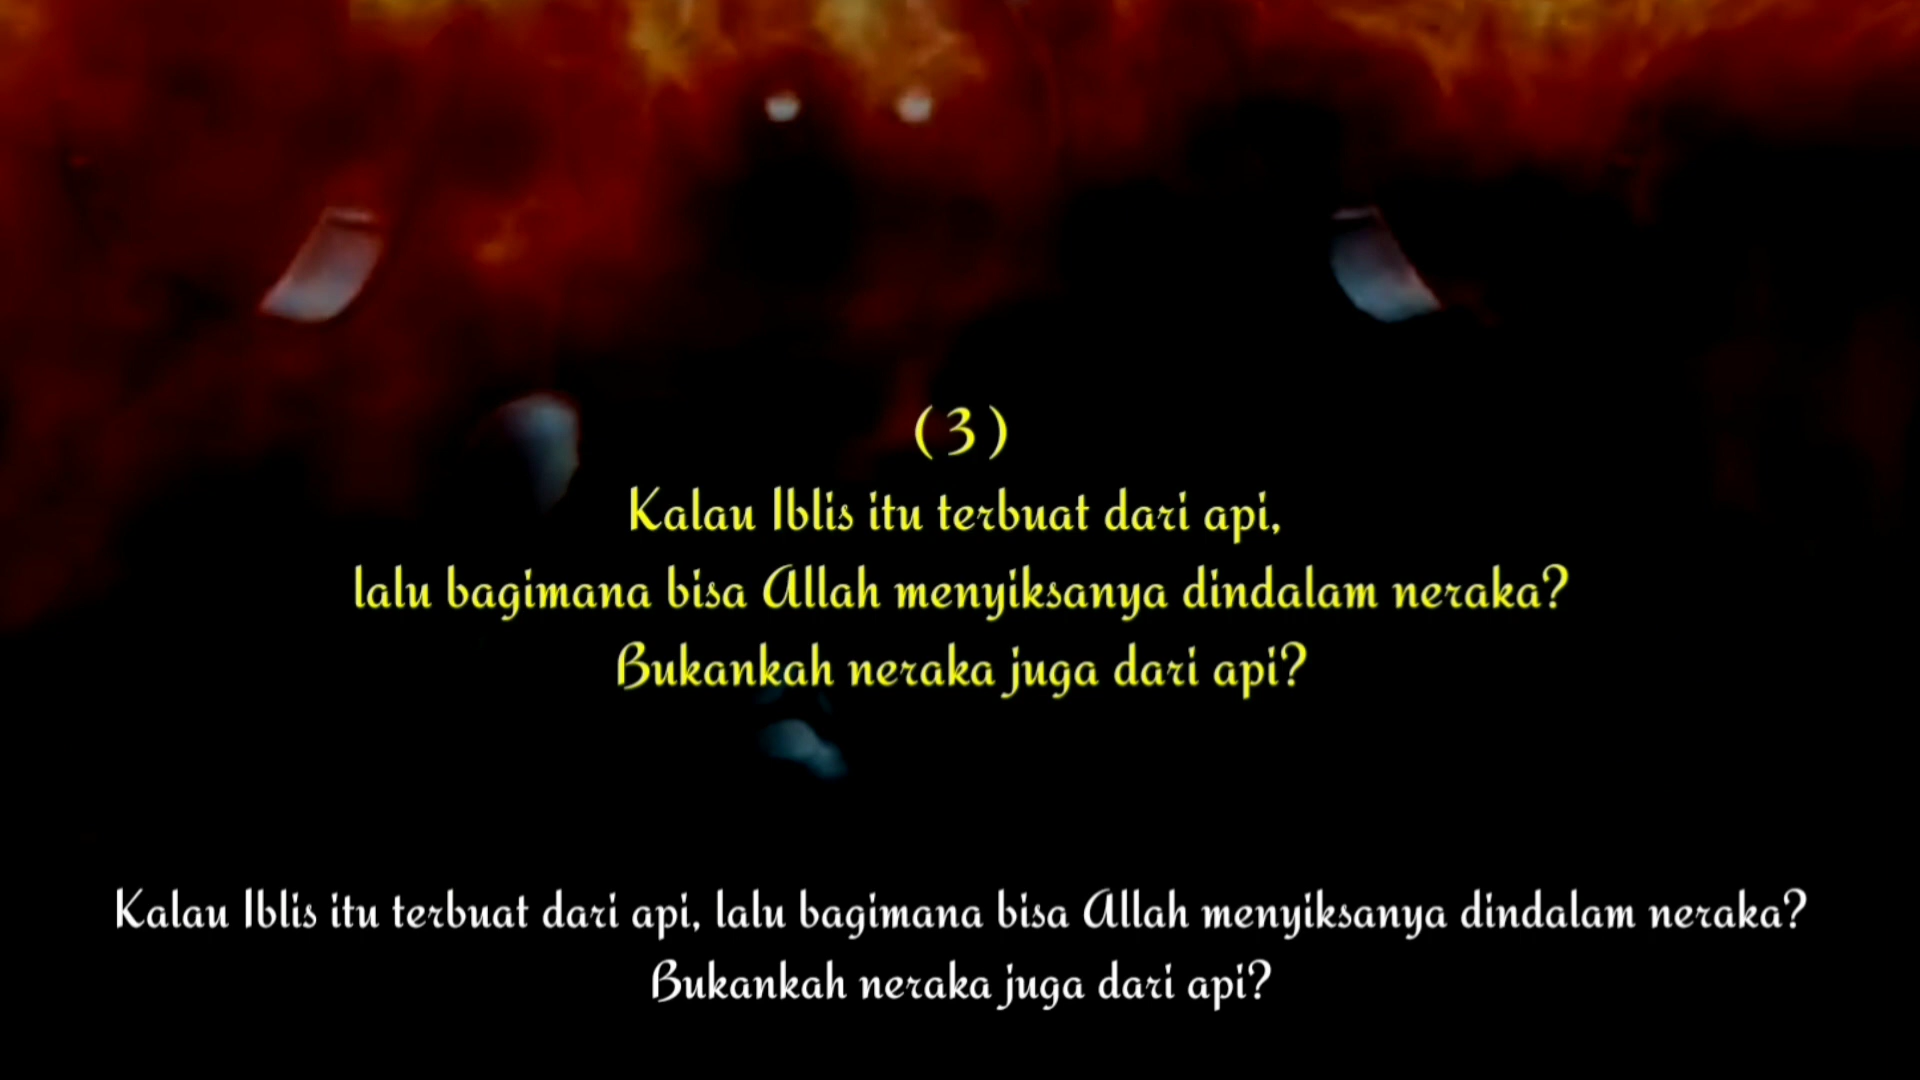 (3)
Kalau Iblis itu terbuat dari api,
lalu bagimana bisa Allah menyiksanya dindalam neraka?
Bukankah neraka juga dari api?
Kalau Iblis itu terbuat dari api, lalu bagimana bisa Allah menyiksanya dindalam neraka?
Bukankah neraka juga dari api?